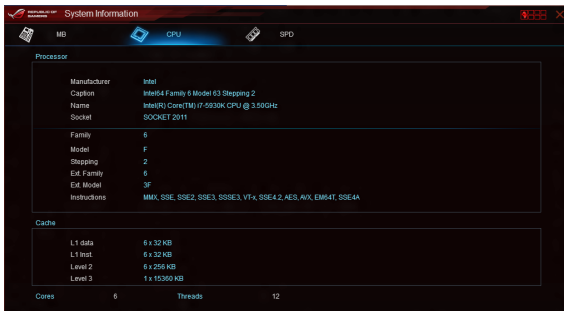 REPUBLIC OF GAMERS System Information
MB CPU SPD
Processor
Manufacturer Intel
Caption Intel64 Family 6 Model 63 Stepping 2
Name Intel(R) Core(TM) i7-5930K CPU @ 3.50GHz
Socket SOCKET 2011
Family 6
Model F
Stepping 2
Ext. Family 6
Ext. Model 3F
Instructions MMX, SSE, SSE2, SSE3, SSSE3, VT-x, SSE4.2, AES, AVX, EM64T, SSE4A
Cache
L1 data 6 x 32 KB
L1 Inst. 6 x 32 KB
Level 2 6 x 256 KB
Level 3 1 x 15360 KB
Cores 6 Threads 12